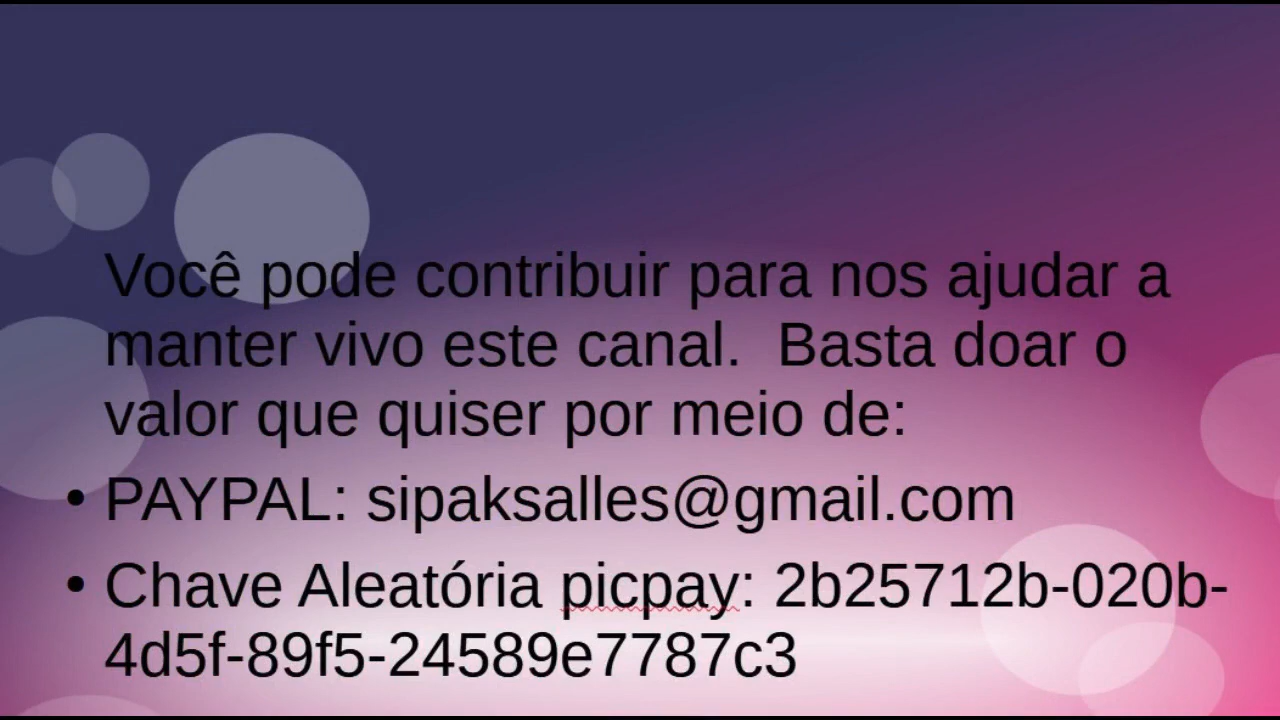 Você pode contribuir para nos ajudar a
manter vivo este canal.  Basta doar o
valor que quiser por meio de:
• PAYPAL: sipaksalles@gmail.com
• Chave Aleatória picpay: 2b25712b-020b-
4d5f-89f5-24589e7787c3